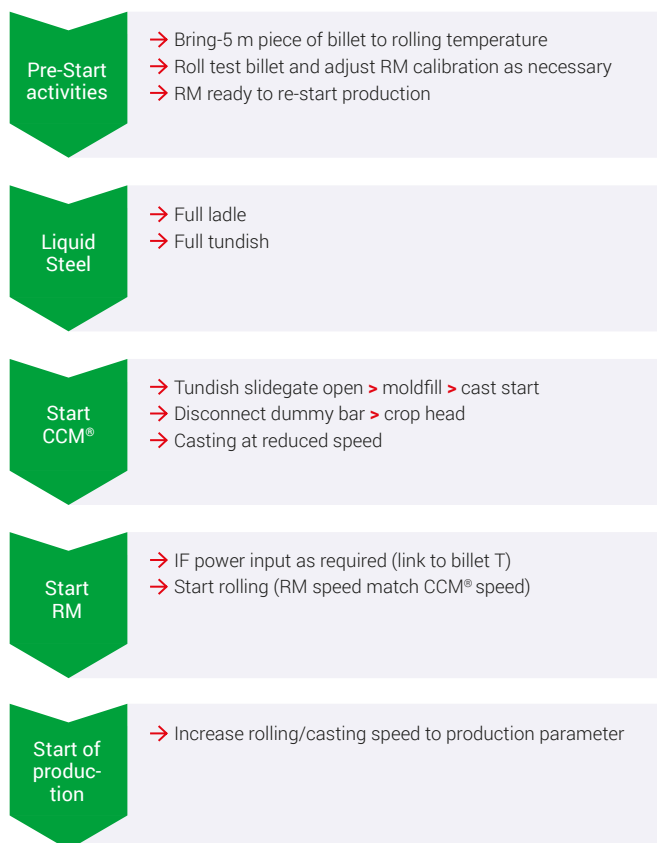 Pre-Start
activities
→ Bring-5 m piece of billet to rolling temperature
→ Roll test billet and adjust RM calibration as necessary
→ RM ready to re-start production
Liquid
Steel
→ Full ladle
→ Full tundish
Start
CCM®
→ Tundish slidegate open > moldfill > cast start
→ Disconnect dummy bar > crop head
→ Casting at reduced speed
Start
RM
→ IF power input as required (link to billet T)
→ Start rolling (RM speed match CCM® speed)
Start of
produc-
tion
→ Increase rolling/casting speed to production parameter